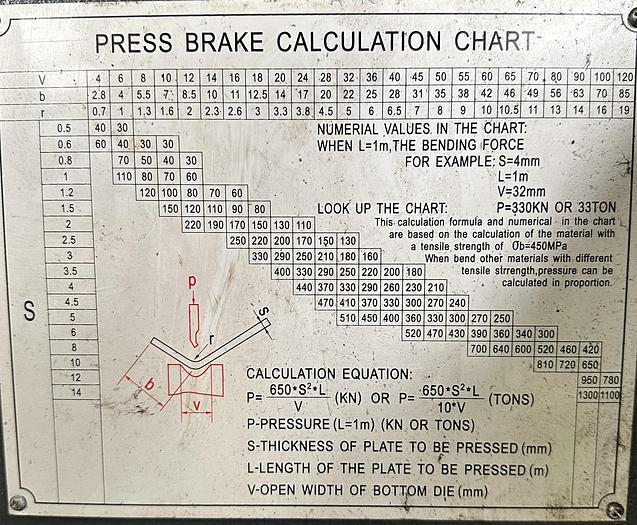 PRESS BRAKE CALCULATION CHART
V 4 6 8 10 12 14 16 18 20 24 28 32 36 40 45 50 55 60 65 70 80 90 100 120
b 2.8 4 5.5 7 8.5 10 11 12.5 14 17 20 22 25 28 31 35 38 42 46 49 56 63 70 85
r 0.7 1 1.3 1.6 2 2.3 2.6 3 3.3 3.8 4.5 5 6 6.5 7 8 9 10 10.5 11 13 14 16 19
0.5 40 30
0.6 60 40 30 30
0.8 70 50 40 30
1 110 80 70 60
1.2 120 100 80 70 60
1.5 150 120 110 90 80
2 220 190 170 150 130 110
2.5 250 220 200 170 150 130
3 330 290 250 210 180 160
3.5 400 330 290 250 220 200 180
4 440 370 330 290 260 230 210
4.5 470 410 370 330 300 270 240
5 510 450 400 360 330 300 270 250
6 520 470 430 390 360 340 300
8 700 640 600 520 460 420
10 810 720 650
12 950 780
14 1300 1100
S
NUMERIAL VALUES IN THE CHART:
WHEN L=1m,THE BENDING FORCE
FOR EXAMPLE: S=4mm
L=1m
V=32mm
LOOK UP THE CHART: P=330KN OR 33TON
This calculation formula and numerical in the chart
are based on the calculation of the material with
a tensile strength of σb=450MPa
When bend other materials with different
tensile stirrength,pressure can be
calculated in proportion.
p
S
r
b
V
CALCULATION EQUATION:
P= 650*S²*L / V (KN) OR P= 650*S²*L / 10*V (TONS)
P-PRESSURE(L=1m) (KN OR TONS)
S-THICKNESS OF PLATE TO BE PRESSED(mm)
L-LENGTH OF THE PLATE TO BE PRESSED(m)
V-OPEN WIDTH OF BOTTOM DIE(mm)